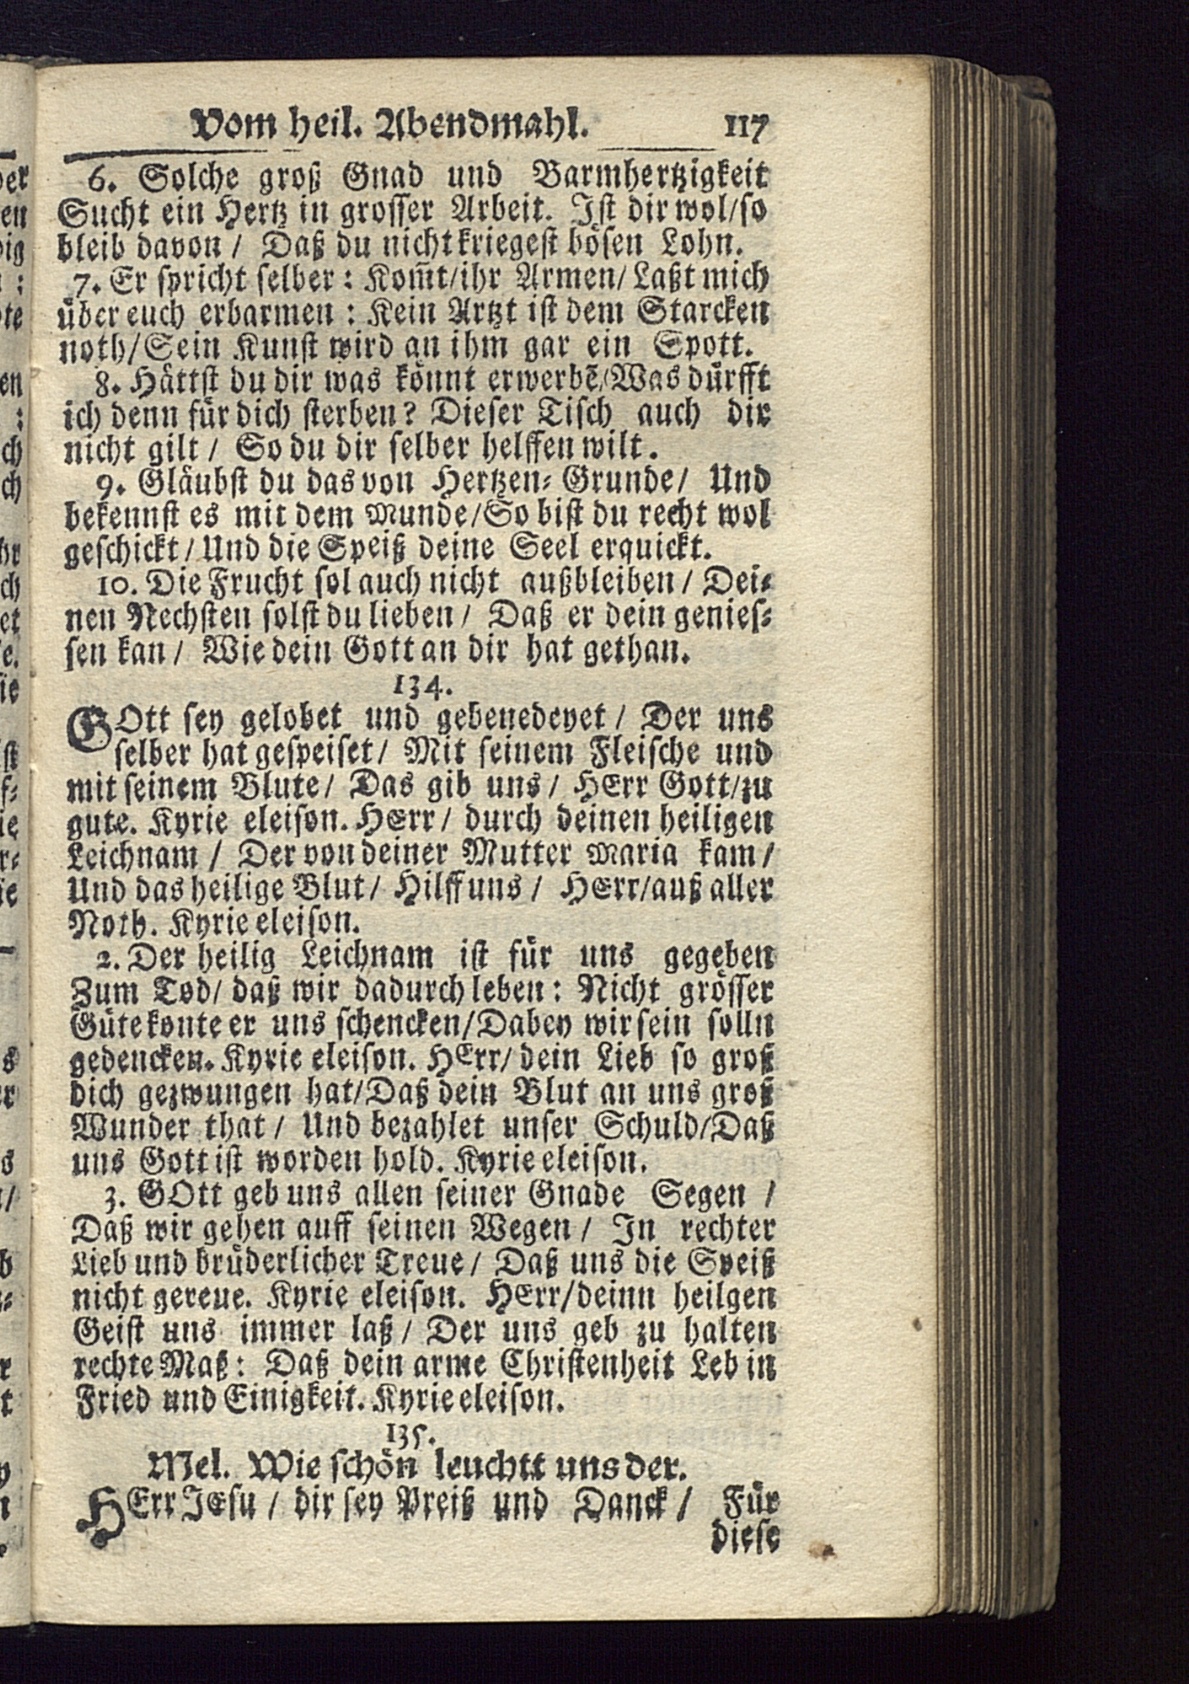 Vom heil. Abendmahl. 117
6. Solche groß Gnad und Barmhertzigkeit
Sucht ein Hertz in grosser Arbeit. Ist dir wol/so
bleib davon / Daß du nicht kriegest bösen Lohn.
7. Er spricht selber: Kom̃t/ihr Armen/ Laßt mich
über euch erbarmen : Kein Artzt ist dem Starcken
noth/Sein Kunst wird an ihm gar ein Spott.
8. Hättst du dir was könnt erwerbẽ/Was dürfft
ich denn für dich sterben? Dieser Tisch auch dir
nicht gilt / So du dir selber helffen wilt.
9. Gläubst du das von Hertzen-Grunde/ Und
bekennst es mit dem Munde/So bist du recht wol
geschickt / Und die Speiß deine Seel erquickt.
10. Die Frucht sol auch nicht außbleiben / Dei-
nen Nechsten solst du lieben / Daß er dein genies-
sen kan / Wie dein Gott an dir hat gethan.
134.
GOtt sey gelobet und gebenedeyet / Der uns
selber hat gespeiset/ Mit seinem Fleische und
mit seinem Blute/ Das gib uns / HErr Gott/zu
gute. Kyrie eleison. HErr/ durch deinen heiligen
Leichnam / Der von deiner Mutter Maria kam/
Und das heilige Blut/ Hilff uns / HErr/auß aller
Noth. Kyrie eleison.
2. Der heilig Leichnam ist für uns gegeben
Zum Tod/ daß wir dadurch leben: Nicht grösser
Güte konte er uns schencken/Dabey wir sein solln
gedencken. Kyrie eleison. HErr/ dein Lieb so groß
dich gezwungen hat/Daß dein Blut an uns groß
Wunder that / Und bezahlet unser Schuld/Daß
uns Gott ist worden hold. Kyrie eleison.
3. GOtt geb uns allen seiner Gnade Segen /
Daß wir gehen auff seinen Wegen / In rechter
Lieb und brüderlicher Treue / Daß uns die Speiß
nicht gereue. Kyrie eleison. HErr/deinn heilgen
Geist uns immer laß / Der uns geb zu halten
rechte Maß: Daß dein arme Christenheit Leb in
Fried und Einigkeit. Kyrie eleison.
135.
Mel. Wie schön leuchtt uns der.
HErr JEsu / dir sey Preiß und Danck / Für
diese